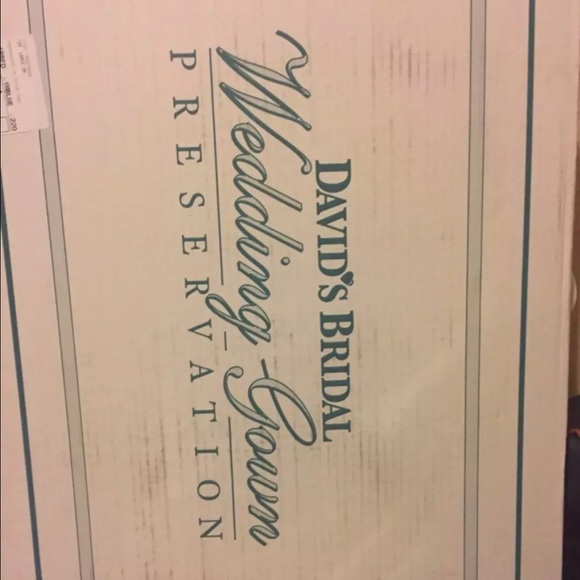 DAVID'S BRIDAL
Wedding Gown
PRESERVATION